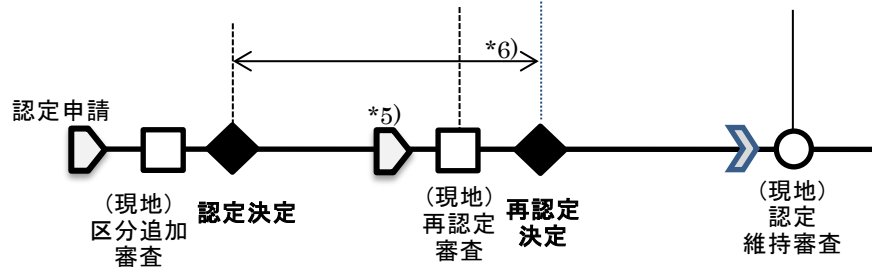 *6)
認定申請
*5)
(現地)
区分追加
審査
認定決定
(現地)
再認定
審査
再認定
決定
(現地)
認定
維持審査